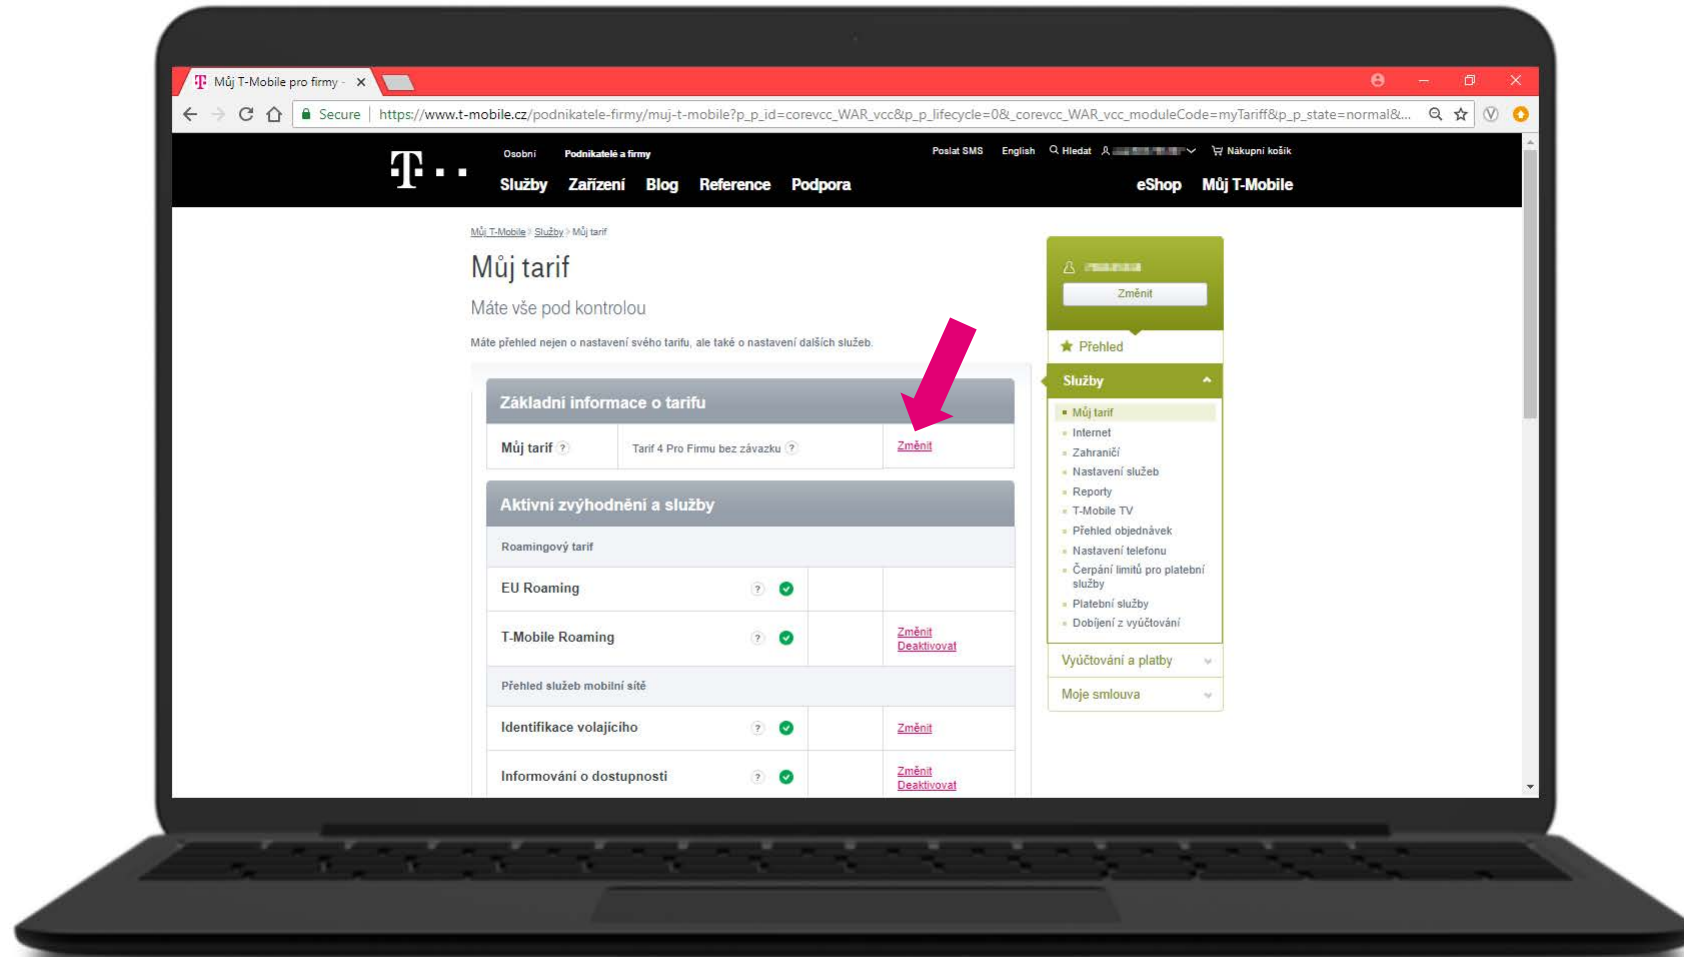 Můj T-Mobile pro firmy -
Secure | https://www.t-mobile.cz/podnikatele-firmy/muj-t-mobile?p_p_id=corevcc_WAR_vcc&p_p_lifecycle=0&_corevcc_WAR_vcc_moduleCode=myTariff&p_p_state=normal&...
Osobní Podnikatelé a firmy Poslat SMS English Hledat Nákupní košík
T
Služby Zařízení Blog Reference Podpora eShop Můj T-Mobile
Můj T-Mobile > Služby > Můj tarif
Můj tarif
Máte vše pod kontrolou
Máte přehled nejen o nastavení svého tarifu, ale také o nastavení dalších služeb.
Základní informace o tarifu
Můj tarif ? Tarif 4 Pro Firmu bez závazku ? Změnit
Aktivní zvýhodnění a služby
Roamingový tarif
EU Roaming ?
T-Mobile Roaming ? Změnit
Deaktivovat
Přehled služeb mobilní sítě
Identifikace volajícího ? Změnit
Informování o dostupnosti ? Změnit
Deaktivovat
Změnit
Přehled
Služby
Můj tarif
Internet
Zahraničí
Nastavení služeb
Reporty
T-Mobile TV
Přehled objednávek
Nastavení telefonu
Čerpání limitů pro platební
služby
Platební služby
Dobíjení z vyúčtování
Vyúčtování a platby
Moje smlouva